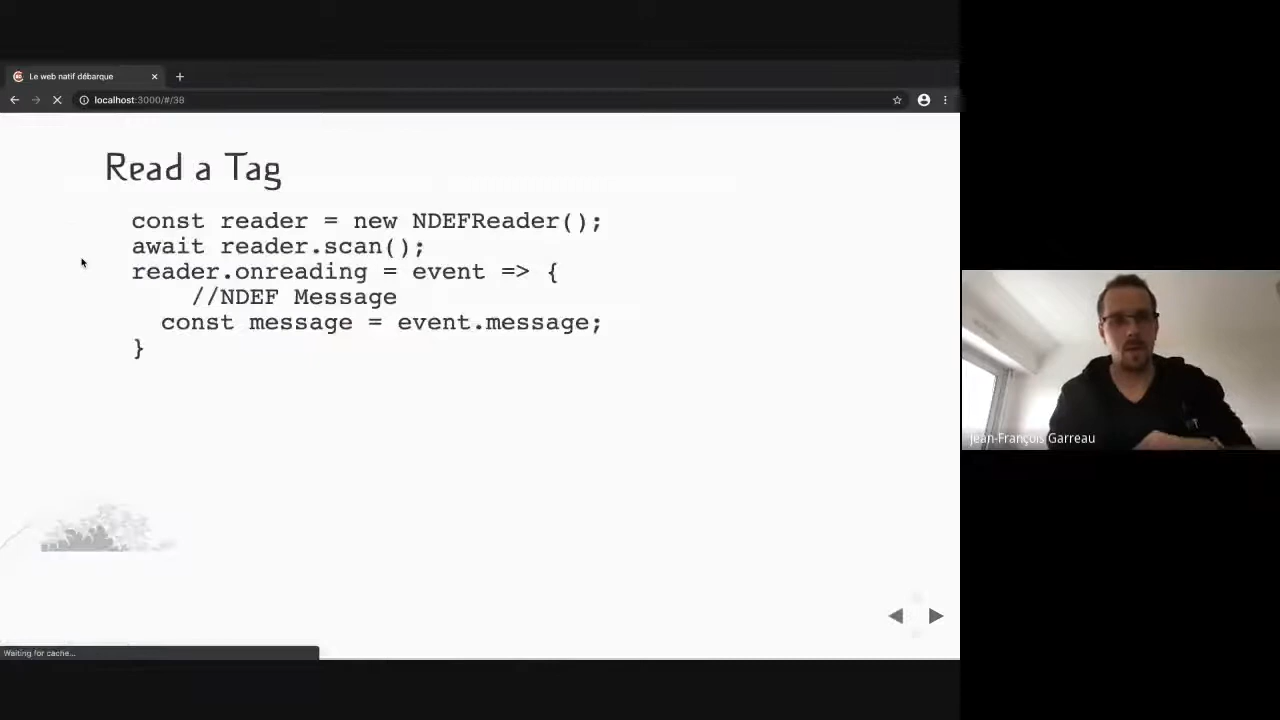 Le web natif débarque
localhost:3000/#/38
Read a Tag
const reader = new NDEFReader();
await reader.scan();
reader.onreading = event => {
//NDEF Message
const message = event.message;
}
Jean-François Garreau
Waiting for cache...